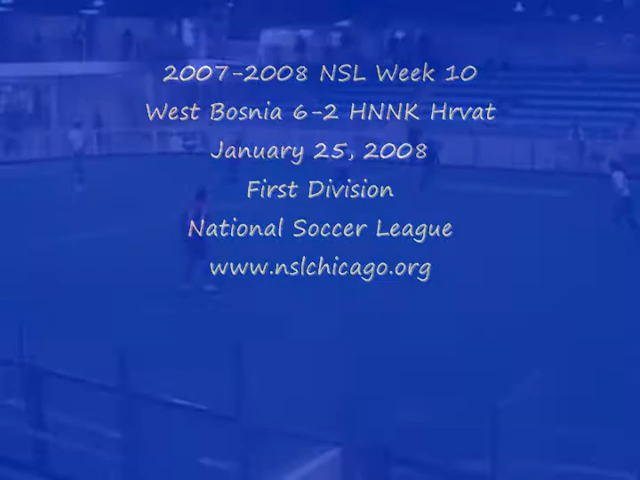 2007-2008 NSL Week 10
West Bosnia 6-2 HNNK Hrvat
January 25, 2008
First Division
National Soccer League
www.nslchicago.org